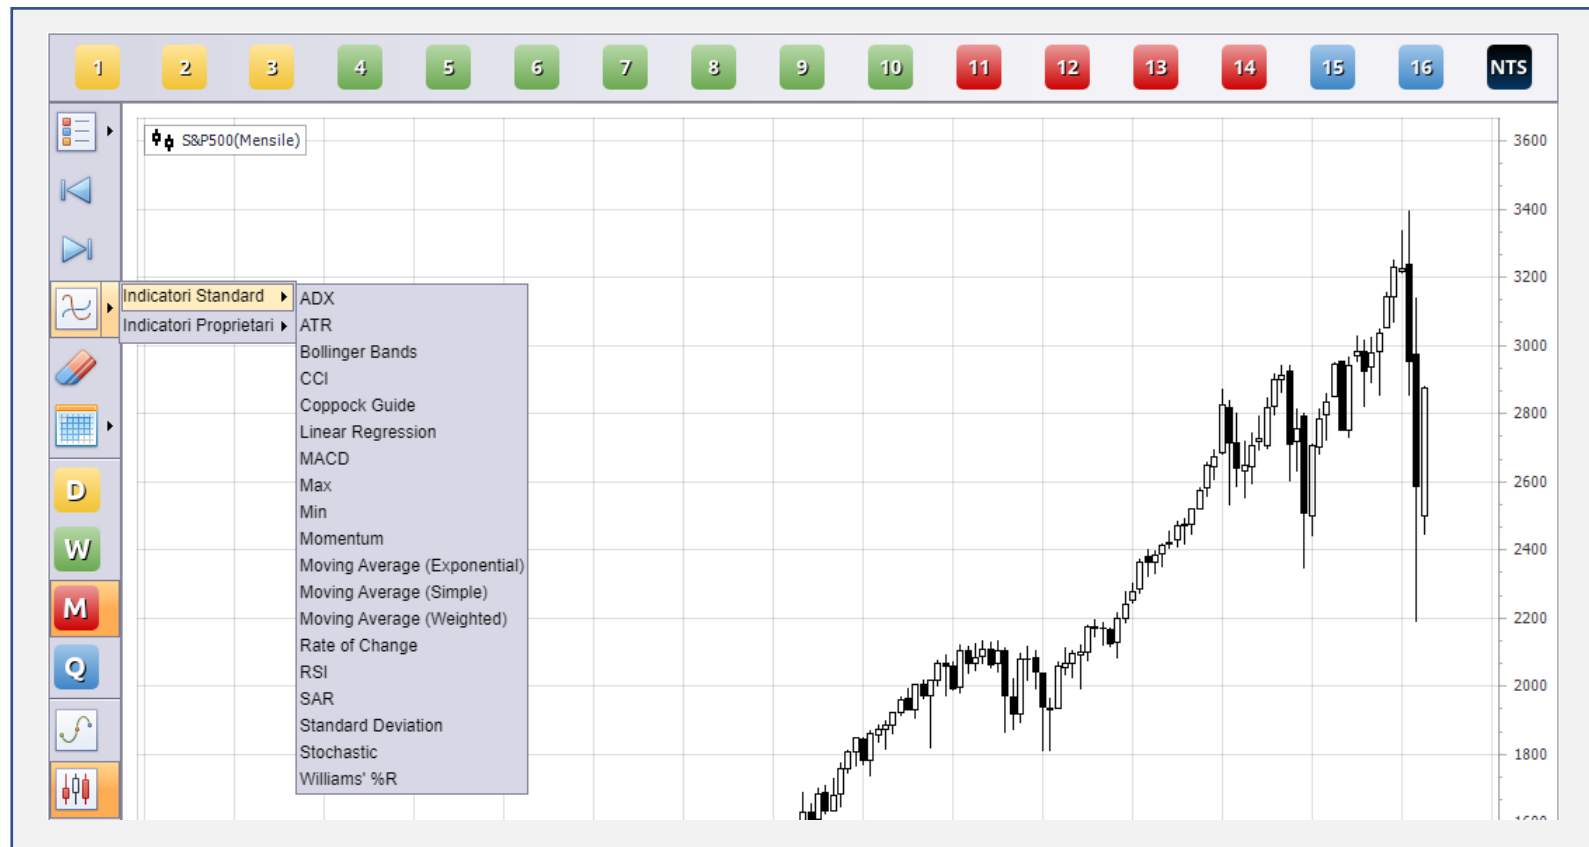 1 2 3 4 5 6 7 8 9 10 11 12 13 14 15 16 NTS
S&P500(Mensile)
3600
3400
3200
3000
2800
2600
2400
2200
2000
1800
1600
Indicatori Standard
Indicatori Proprietari
ADX
ATR
Bollinger Bands
CCI
Coppock Guide
Linear Regression
MACD
Max
Min
Momentum
Moving Average (Exponential)
Moving Average (Simple)
Moving Average (Weighted)
Rate of Change
RSI
SAR
Standard Deviation
Stochastic
Williams' %R
D
W
M
Q